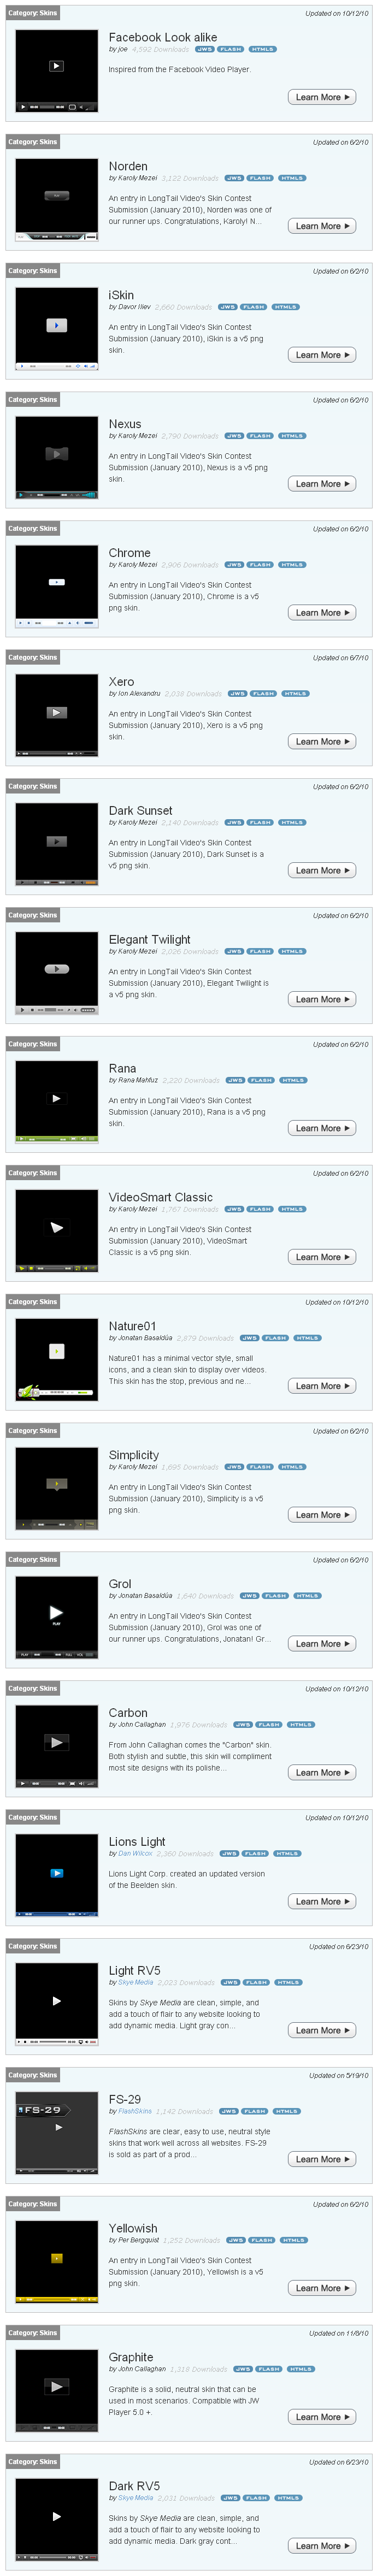 Category: Skins
Updated on 10/12/10
Facebook Look alike
by joe 4,592 Downloads JW5 FLASH HTML5
Inspired from the Facebook Video Player.
Learn More
Category: Skins
Updated on 6/2/10
Norden
by Karoly Mezei 3,122 Downloads JW5 FLASH HTML5
An entry in LongTail Video's Skin Contest
Submission (January 2010), Norden was one of
our runner ups. Congratulations, Karoly! N...
Learn More
Category: Skins
Updated on 6/2/10
iSkin
by Davor Iliev 2,660 Downloads JW5 FLASH HTML5
An entry in LongTail Video's Skin Contest
Submission (January 2010), iSkin is a v5 png
skin.
Learn More
Category: Skins
Updated on 6/2/10
Nexus
by Karoly Mezei 2,790 Downloads JW5 FLASH HTML5
An entry in LongTail Video's Skin Contest
Submission (January 2010), Nexus is a v5 png
skin.
Learn More
Category: Skins
Updated on 6/2/10
Chrome
by Karoly Mezei 2,906 Downloads JW5 FLASH HTML5
An entry in LongTail Video's Skin Contest
Submission (January 2010), Chrome is a v5
png skin.
Learn More
Category: Skins
Updated on 6/7/10
Xero
by Ion Alexandru 2,028 Downloads JW5 FLASH HTML5
An entry in LongTail Video's Skin Contest
Submission (January 2010), Xero is a v5 png
skin.
Learn More
Category: Skins
Updated on 6/2/10
Dark Sunset
by Karoly Mezei 2,140 Downloads JW5 FLASH HTML5
An entry in LongTail Video's Skin Contest
Submission (January 2010), Dark Sunset is a
v5 png skin.
Learn More
Category: Skins
Updated on 6/2/10
Elegant Twilight
by Karoly Mezei 2,026 Downloads JW5 FLASH HTML5
An entry in LongTail Video's Skin Contest
Submission (January 2010), Elegant Twilight is
a v5 png skin.
Learn More
Category: Skins
Updated on 6/2/10
Rana
by Rana Mahfuz 2,220 Downloads JW5 FLASH HTML5
An entry in LongTail Video's Skin Contest
Submission (January 2010), Rana is a v5 png
skin.
Learn More
Category: Skins
Updated on 6/2/10
VideoSmart Classic
by Karoly Mezei 1,767 Downloads JW5 FLASH HTML5
An entry in LongTail Video's Skin Contest
Submission (January 2010), VideoSmart
Classic is a v5 png skin.
Learn More
Category: Skins
Updated on 10/12/10
Nature01
by Jonatan Basaldúa 2,879 Downloads JW5 FLASH HTML5
Nature01 has a minimal vector style, small
icons, and a clean skin to display over videos.
This skin has the stop, previous and ne...
Learn More
Category: Skins
Updated on 6/2/10
Simplicity
by Karoly Mezei 1,695 Downloads JW5 FLASH HTML5
An entry in LongTail Video's Skin Contest
Submission (January 2010), Simplicity is a v5
png skin.
Learn More
Category: Skins
Updated on 6/2/10
Grol
by Jonatan Basaldúa 1,640 Downloads JW5 FLASH HTML5
An entry in LongTail Video's Skin Contest
Submission (January 2010), Grol was one of
our runner ups. Congratulations, Jonatan! Gr...
PLAY
Learn More
Category: Skins
Updated on 10/12/10
Carbon
by John Callaghan 1,976 Downloads JW5 FLASH HTML5
From John Callaghan comes the "Carbon" skin.
Both stylish and subtle, this skin will compliment
most site designs with its polishe...
Learn More
Category: Skins
Updated on 10/12/10
Lions Light
by Dan Wilcox 2,360 Downloads JW5 FLASH HTML5
Lions Light Corp. created an updated version
of the Beelden skin.
Learn More
Category: Skins
Updated on 6/23/10
Light RV5
by Skye Media 2,023 Downloads JW5 FLASH HTML5
Skins by Skye Media are clean, simple, and
add a touch of flair to any website looking to
add dynamic media. Light gray con...
Learn More
Category: Skins
Updated on 5/19/10
FS-29
FS-29
by FlashSkins 1,142 Downloads JW5 FLASH HTML5
FlashSkins are clear, easy to use, neutral style
skins that work well across all websites. FS-29
is sold as part of a prod...
Learn More
Category: Skins
Updated on 6/2/10
Yellowish
by Per Bergquist 1,252 Downloads JW5 FLASH HTML5
An entry in LongTail Video's Skin Contest
Submission (January 2010), Yellowish is a v5
png skin.
Learn More
Category: Skins
Updated on 11/8/10
Graphite
by John Callaghan 1,318 Downloads JW5 FLASH HTML5
Graphite is a solid, neutral skin that can be
used in most scenarios. Compatible with JW
Player 5.0 +.
Learn More
Category: Skins
Updated on 6/23/10
Dark RV5
by Skye Media 2,031 Downloads JW5 FLASH HTML5
Skins by Skye Media are clean, simple, and
add a touch of flair to any website looking to
add dynamic media. Dark gray cont...
Learn More